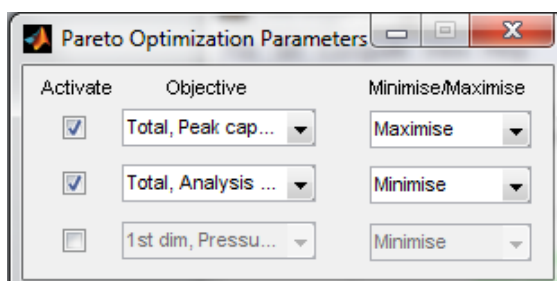 Pareto Optimization Parameters
Activate Objective Minimise/Maximise
Total, Peak cap... Maximise
Total, Analysis ... Minimise
1st dim, Pressu... Minimise